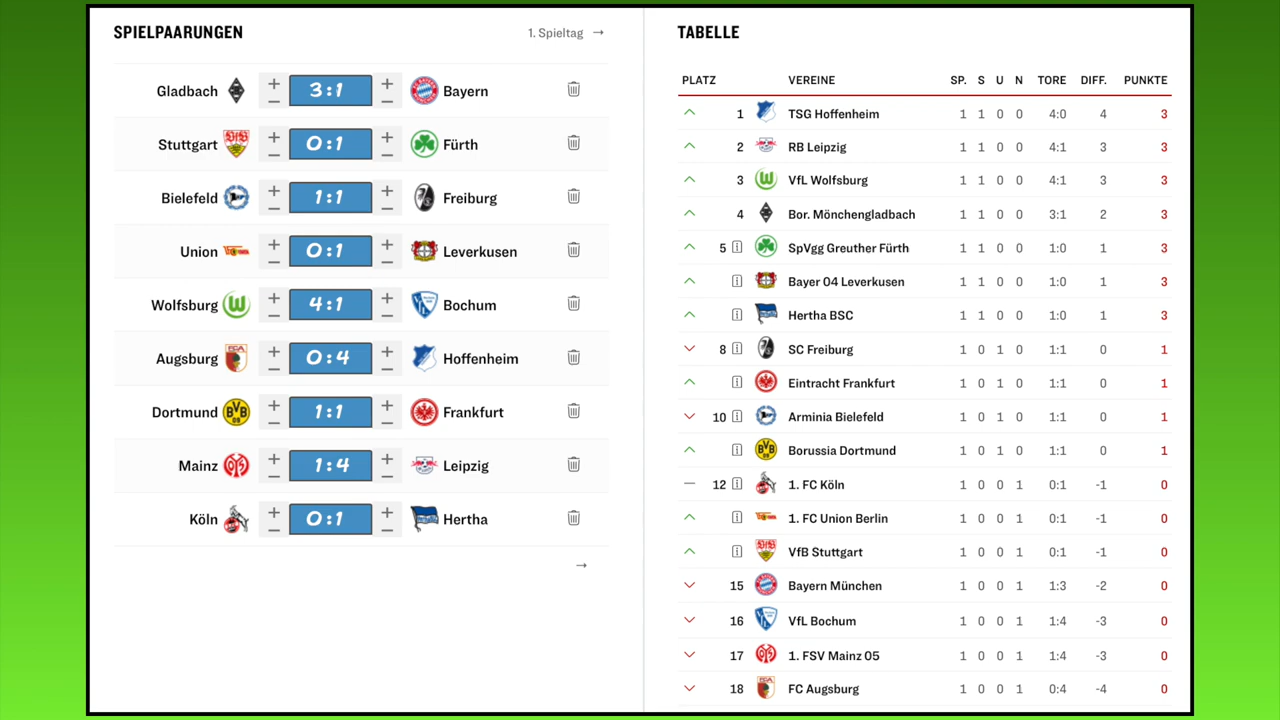 SPIELPAARUNGEN
1. Spieltag →
Gladbach + − 3:1 + − Bayern
Stuttgart + − 0:1 + − Fürth
Bielefeld + − 1:1 + − Freiburg
Union + − 0:1 + − Leverkusen
Wolfsburg + − 4:1 + − Bochum
Augsburg + − 0:4 + − Hoffenheim
Dortmund + − 1:1 + − Frankfurt
Mainz + − 1:4 + − Leipzig
Köln + − 0:1 + − Hertha
→
TABELLE
PLATZ VEREINE SP. S U N TORE DIFF. PUNKTE
1 TSG Hoffenheim 1 1 0 0 4:0 4 3
2 RB Leipzig 1 1 0 0 4:1 3 3
3 VfL Wolfsburg 1 1 0 0 4:1 3 3
4 Bor. Mönchengladbach 1 1 0 0 3:1 2 3
5 i SpVgg Greuther Fürth 1 1 0 0 1:0 1 3
i Bayer 04 Leverkusen 1 1 0 0 1:0 1 3
i Hertha BSC 1 1 0 0 1:0 1 3
8 i SC Freiburg 1 0 1 0 1:1 0 1
i Eintracht Frankfurt 1 0 1 0 1:1 0 1
10 i Arminia Bielefeld 1 0 1 0 1:1 0 1
i Borussia Dortmund 1 0 1 0 1:1 0 1
12 i 1. FC Köln 1 0 0 1 0:1 -1 0
i 1. FC Union Berlin 1 0 0 1 0:1 -1 0
i VfB Stuttgart 1 0 0 1 0:1 -1 0
15 Bayern München 1 0 0 1 1:3 -2 0
16 VfL Bochum 1 0 0 1 1:4 -3 0
17 1. FSV Mainz 05 1 0 0 1 1:4 -3 0
18 FC Augsburg 1 0 0 1 0:4 -4 0